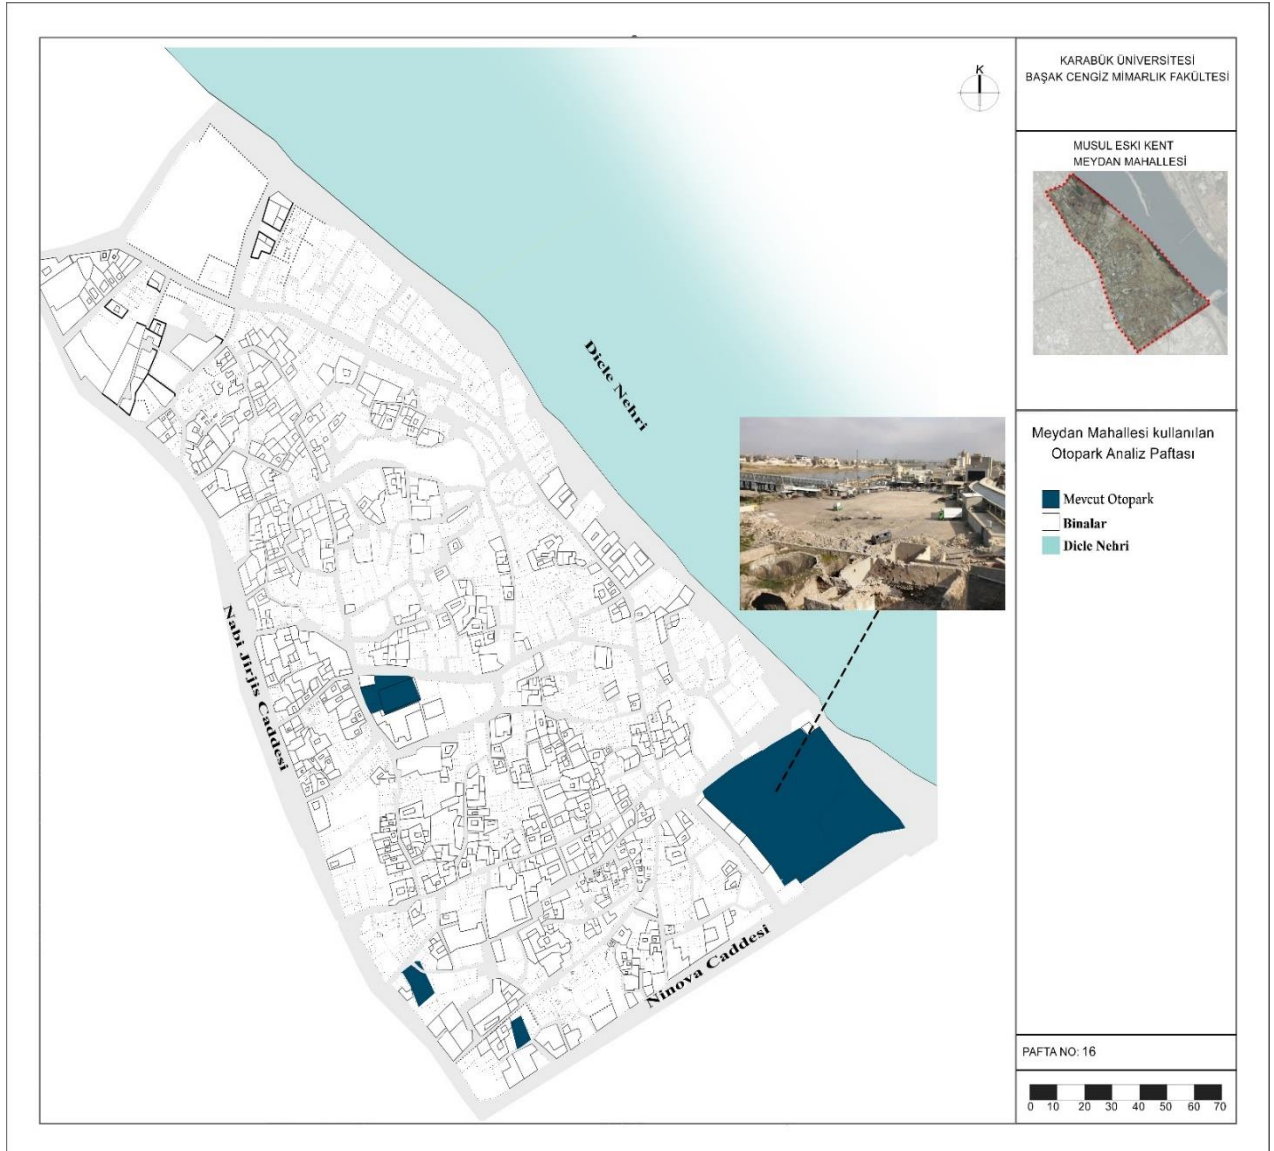 K
KARABÜK ÜNİVERSİTESİ
BAŞAK CENGİZ MİMARLIK FAKÜLTESİ
MUSUL ESKI KENT
MEYDAN MAHALLESİ
Dicle Nehri
Nabi Jirjis Caddesi
Ninova Caddesi
Meydan Mahallesi kullanılan
Otopark Analiz Paftası
Mevcut Otopark
Binalar
Dicle Nehri
PAFTA NO: 16
0 10 20 30 40 50 60 70